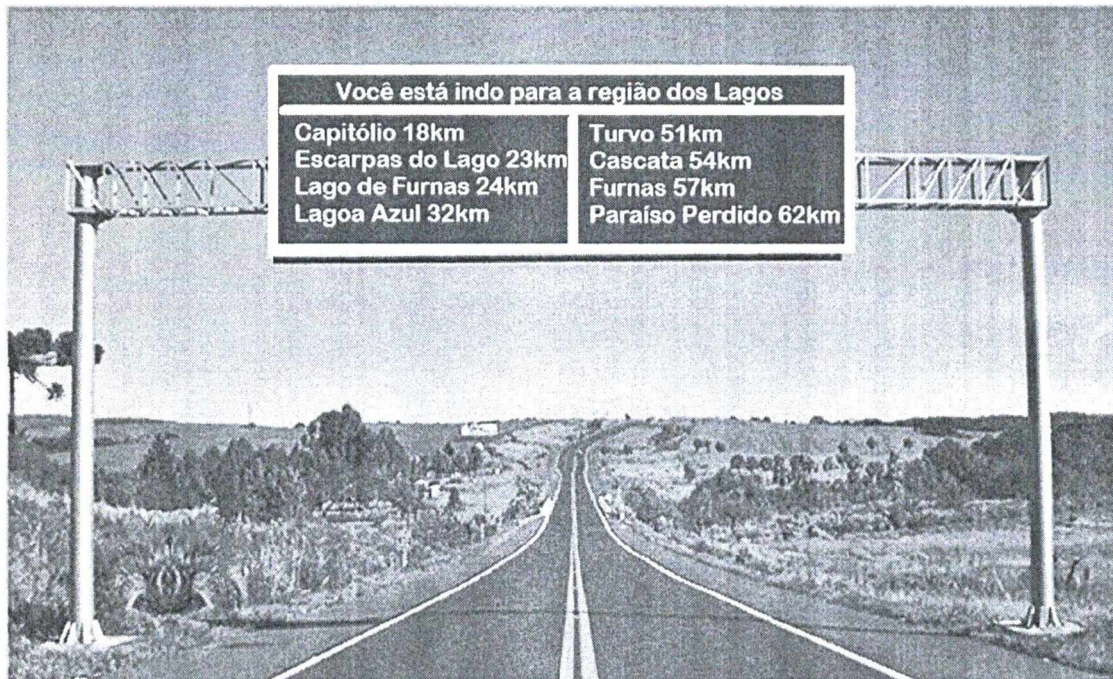 Você está indo para a região dos Lagos
Capitólio 18km
Escarpas do Lago 23km
Lago de Furnas 24km
Lagoa Azul 32km
Turvo 51km
Cascata 54km
Furnas 57km
Paraíso Perdido 62km